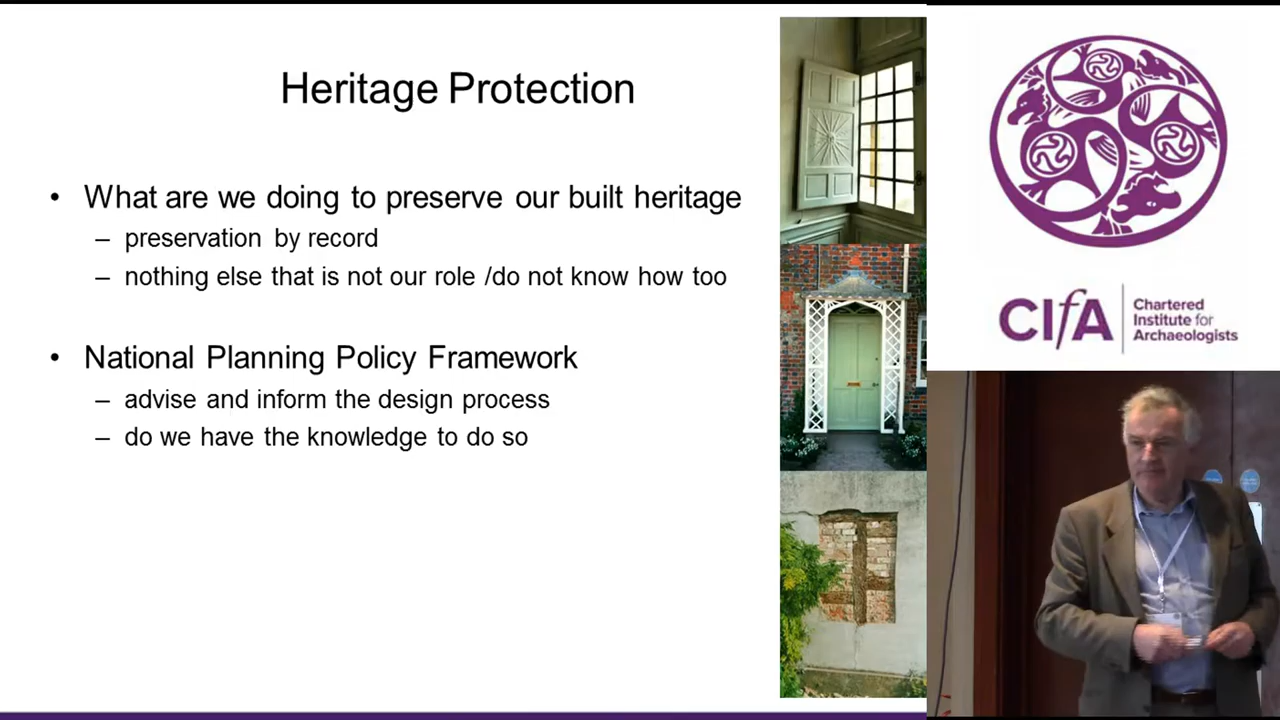 Heritage Protection
• What are we doing to preserve our built heritage
– preservation by record
– nothing else that is not our role /do not know how too
• National Planning Policy Framework
– advise and inform the design process
– do we have the knowledge to do so
CIfA
Chartered
Institute for
Archaeologists